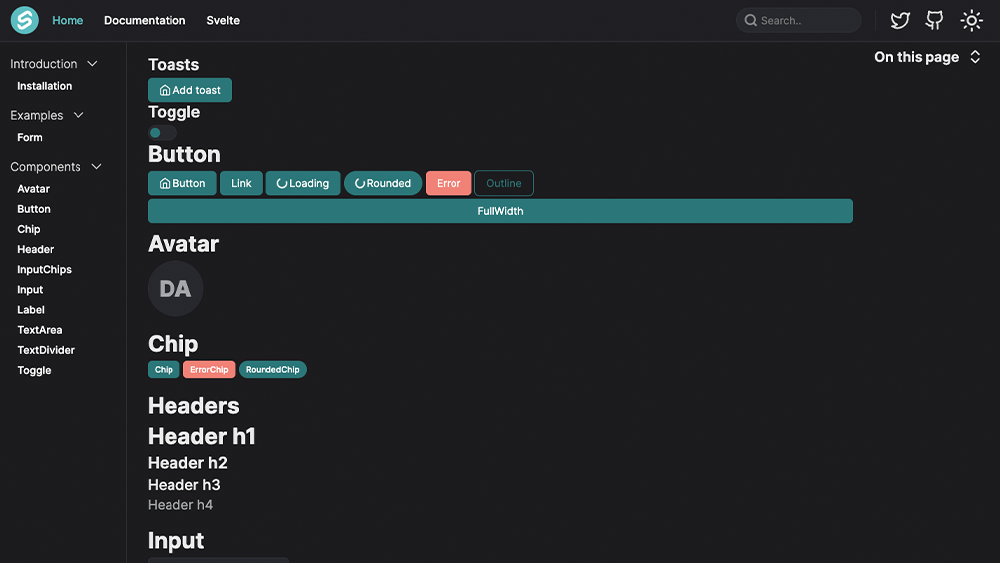 Home Documentation Svelte Search..
Introduction
Installation
Examples
Form
Components
Avatar
Button
Chip
Header
InputChips
Input
Label
TextArea
TextDivider
Toggle
Toasts
Add toast
Toggle
Button
Button Link Loading Rounded Error Outline
FullWidth
Avatar
DA
Chip
Chip ErrorChip RoundedChip
Headers
Header h1
Header h2
Header h3
Header h4
Input
On this page